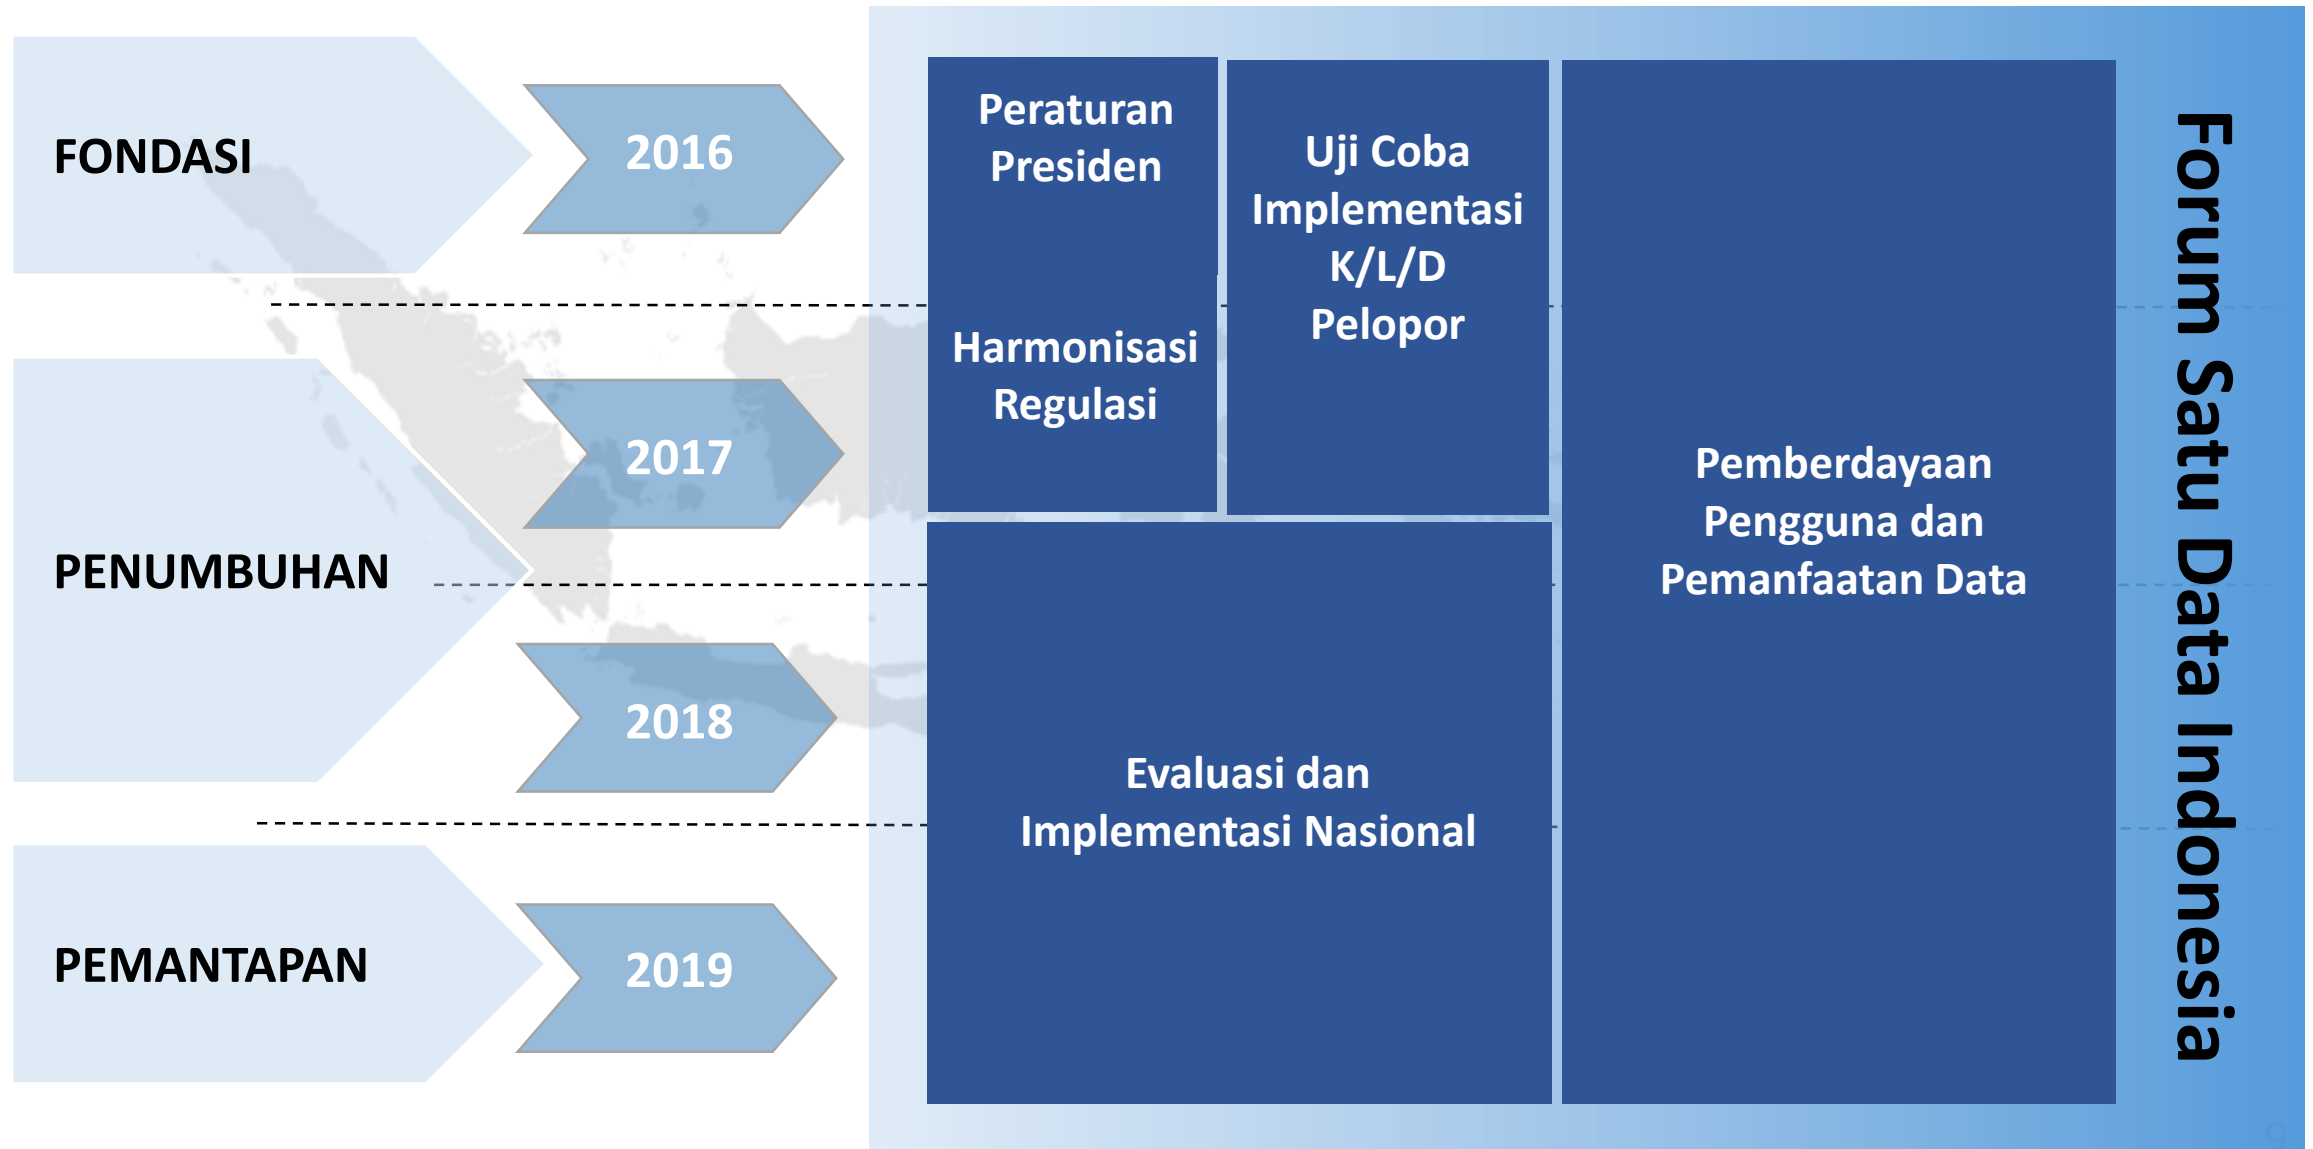 FONDASI
2016
PENUMBUHAN
2017
2018
PEMANTAPAN
2019
Peraturan
Presiden
Harmonisasi
Regulasi
Uji Coba
Implementasi
K/L/D
Pelopor
Evaluasi dan
Implementasi Nasional
Pemberdayaan
Pengguna dan
Pemanfaatan Data
Forum Satu Data Indonesia
9